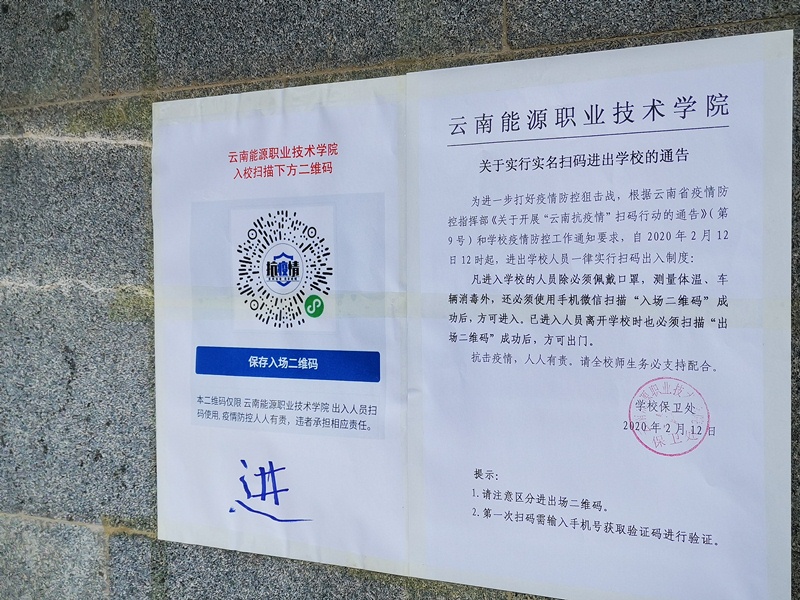 云南能源职业技术学院
入校扫描下方二维码
抗疫情
保存入场二维码
本二维码仅限 云南能源职业技术学院 出入人员扫
码使用, 疫情防控人人有责，违者承担相应责任。
进
云南能源职业技术学院
关于实行实名扫码进出学校的通告
为进一步打好疫情防控狙击战，根据云南省疫情防
控指挥部《关于开展“云南抗疫情”扫码行动的通告》（第
9号）和学校疫情防控工作通知要求，自 2020 年 2 月 12
日 12 时起，进出学校人员一律实行扫码出入制度：
凡进入学校的人员除必须佩戴口罩，测量体温、车
辆消毒外，还必须使用手机微信扫描“入场二维码”成
功后，方可进入。已进入人员离开学校时也必须扫描“出
场二维码”成功后，方可出门。
抗击疫情，人人有责。请全校师生务必支持配合。
学校保卫处
2020 年 2 月 12 日
保卫处
提示：
1. 请注意区分进出场二维码。
2. 第一次扫码需输入手机号获取验证码进行验证。